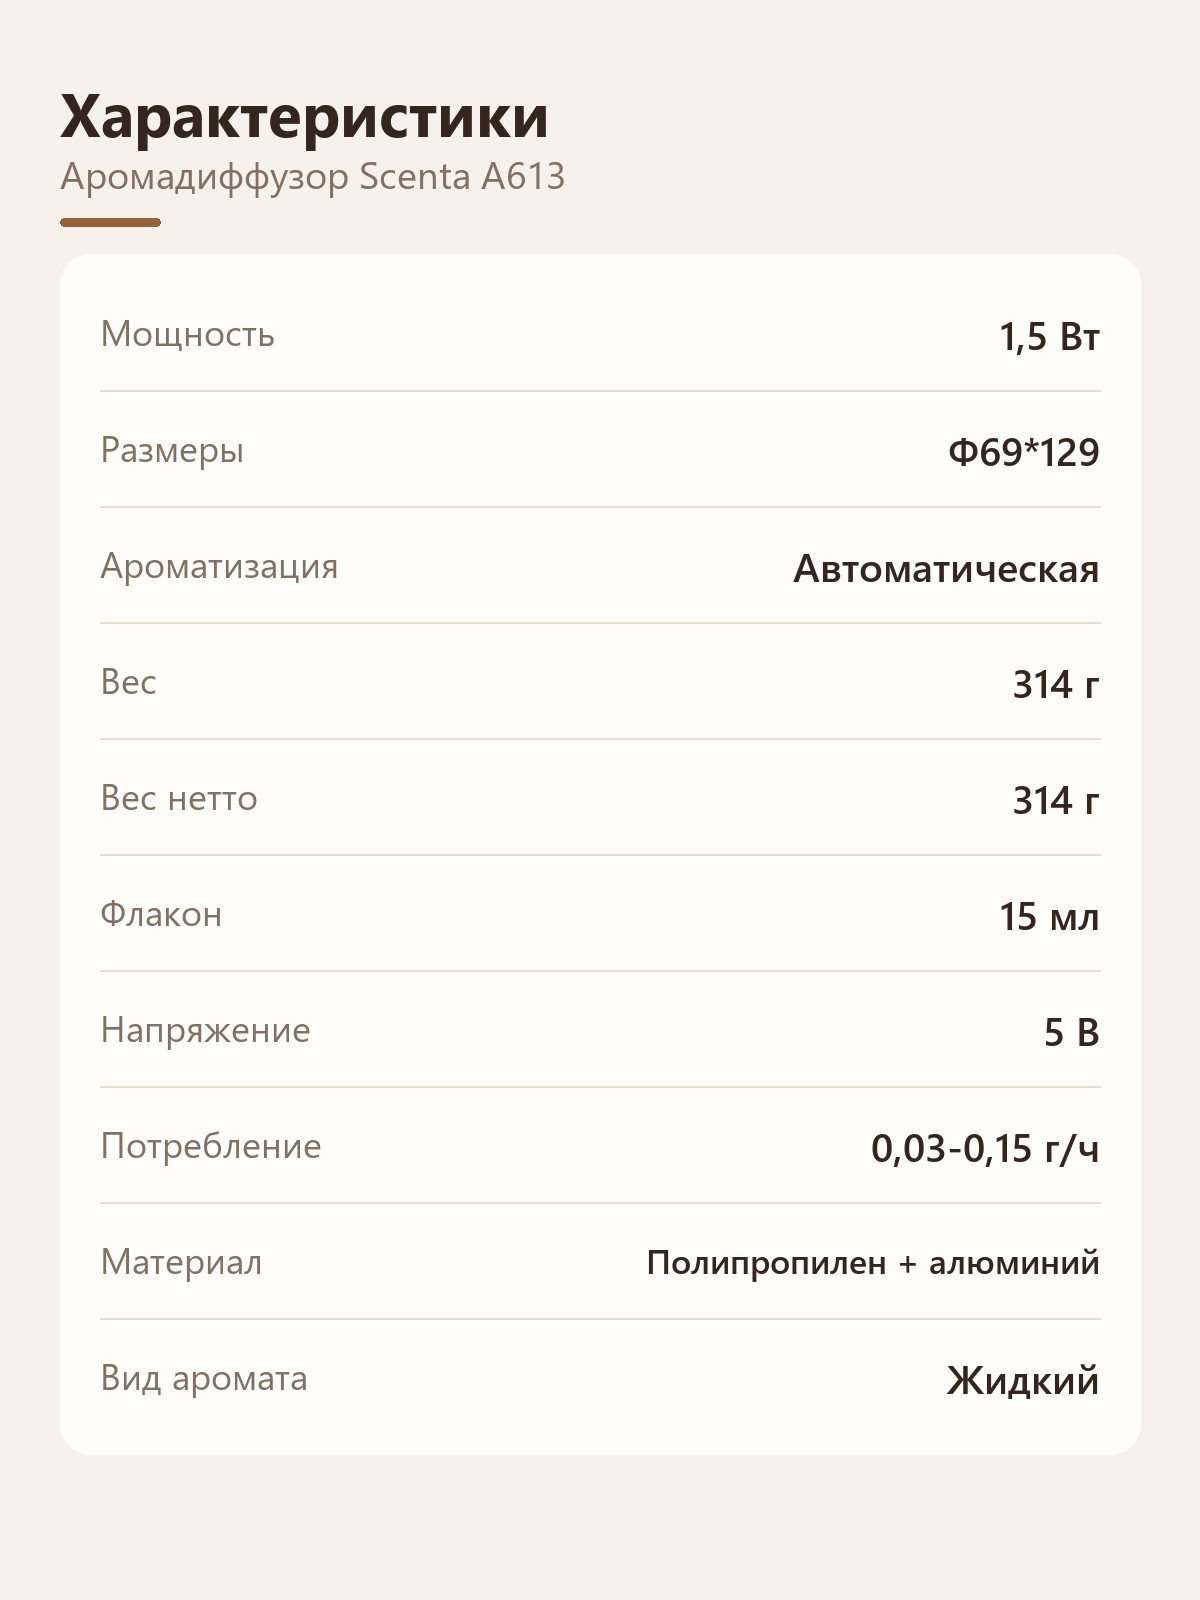 Характеристики
Аромадиффузор Scenta A613
Мощность 1,5 Вт
Размеры Ф69*129
Ароматизация Автоматическая
Вес 314 г
Вес нетто 314 г
Флакон 15 мл
Напряжение 5 В
Потребление 0,03-0,15 г/ч
Материал Полипропилен + алюминий
Вид аромата Жидкий